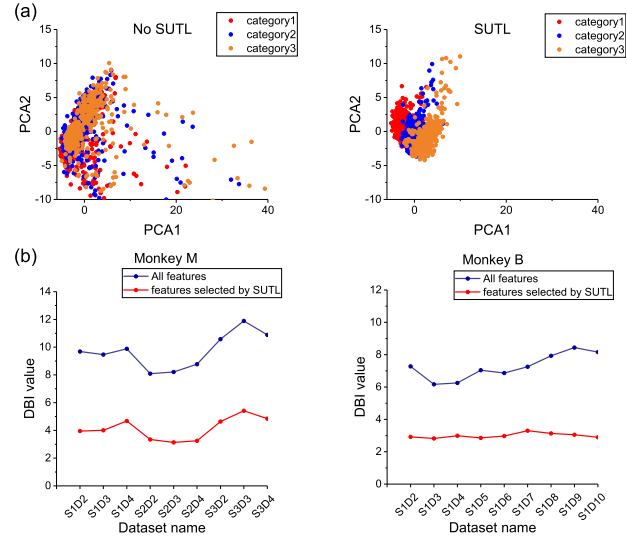 (a)
No SUTL
category1
category2
category3
10
5
0
-5
-10
PCA2
0
20
40
PCA1
SUTL
category1
category2
category3
10
5
0
-5
-10
PCA2
0
20
40
PCA1
(b)
Monkey M
All features
features selected by SUTL
14
12
10
8
6
4
2
0
DBI value
S1D2
S1D3
S1D4
S2D2
S2D3
S2D4
S3D2
S3D3
S3D4
Dataset name
Monkey B
All features
features selected by SUTL
12
10
8
6
4
2
0
DBI value
S1D2
S1D3
S1D4
S1D5
S1D6
S1D7
S1D8
S1D9
S1D10
Dataset name